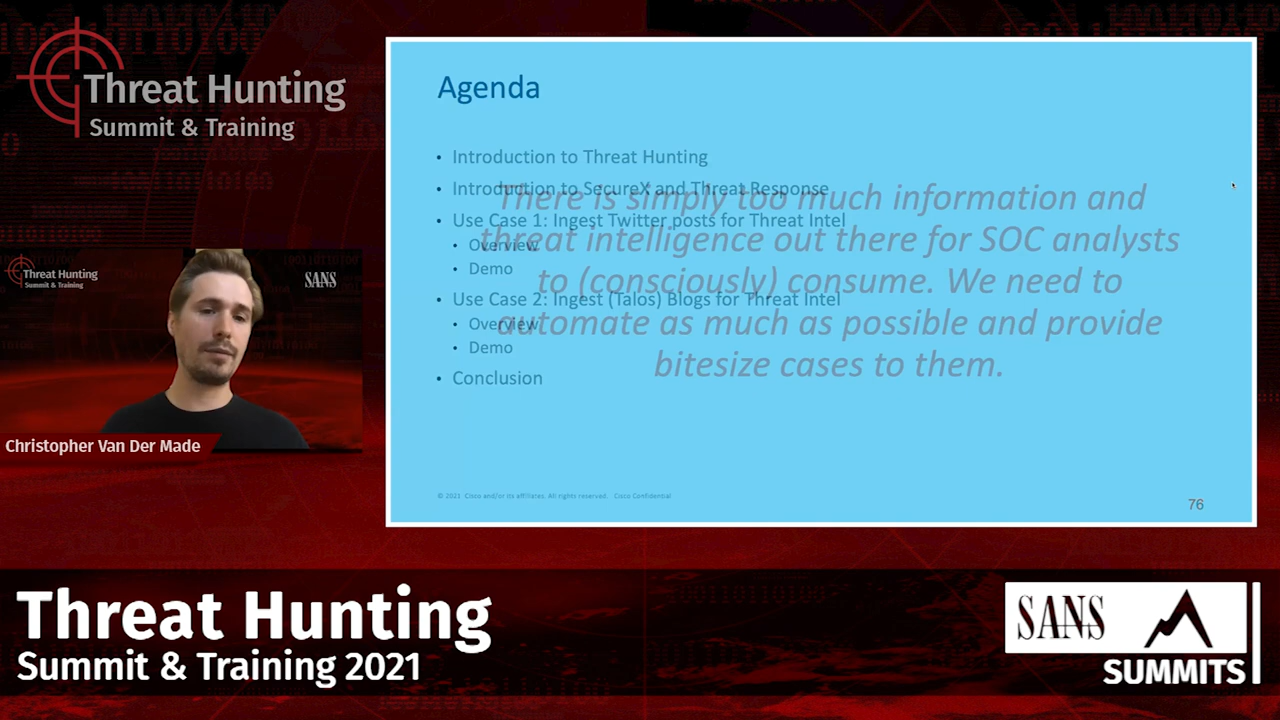 Threat Hunting
Summit & Training
Threat Hunting
Summit & Training
SANS
Christopher Van Der Made
Agenda
• Introduction to Threat Hunting
• Introduction to SecureX and Threat Response
• Use Case 1: Ingest Twitter posts for Threat Intel
• Overview
• Demo
• Use Case 2: Ingest (Talos) Blogs for Threat Intel
• Overview
• Demo
• Conclusion
There is simply too much information and
threat intelligence out there for SOC analysts
to (consciously) consume. We need to
automate as much as possible and provide
bitesize cases to them.
© 2021 Cisco and/or its affiliates. All rights reserved. Cisco Confidential
76
Threat Hunting
Summit & Training 2021
SANS
SUMMITS